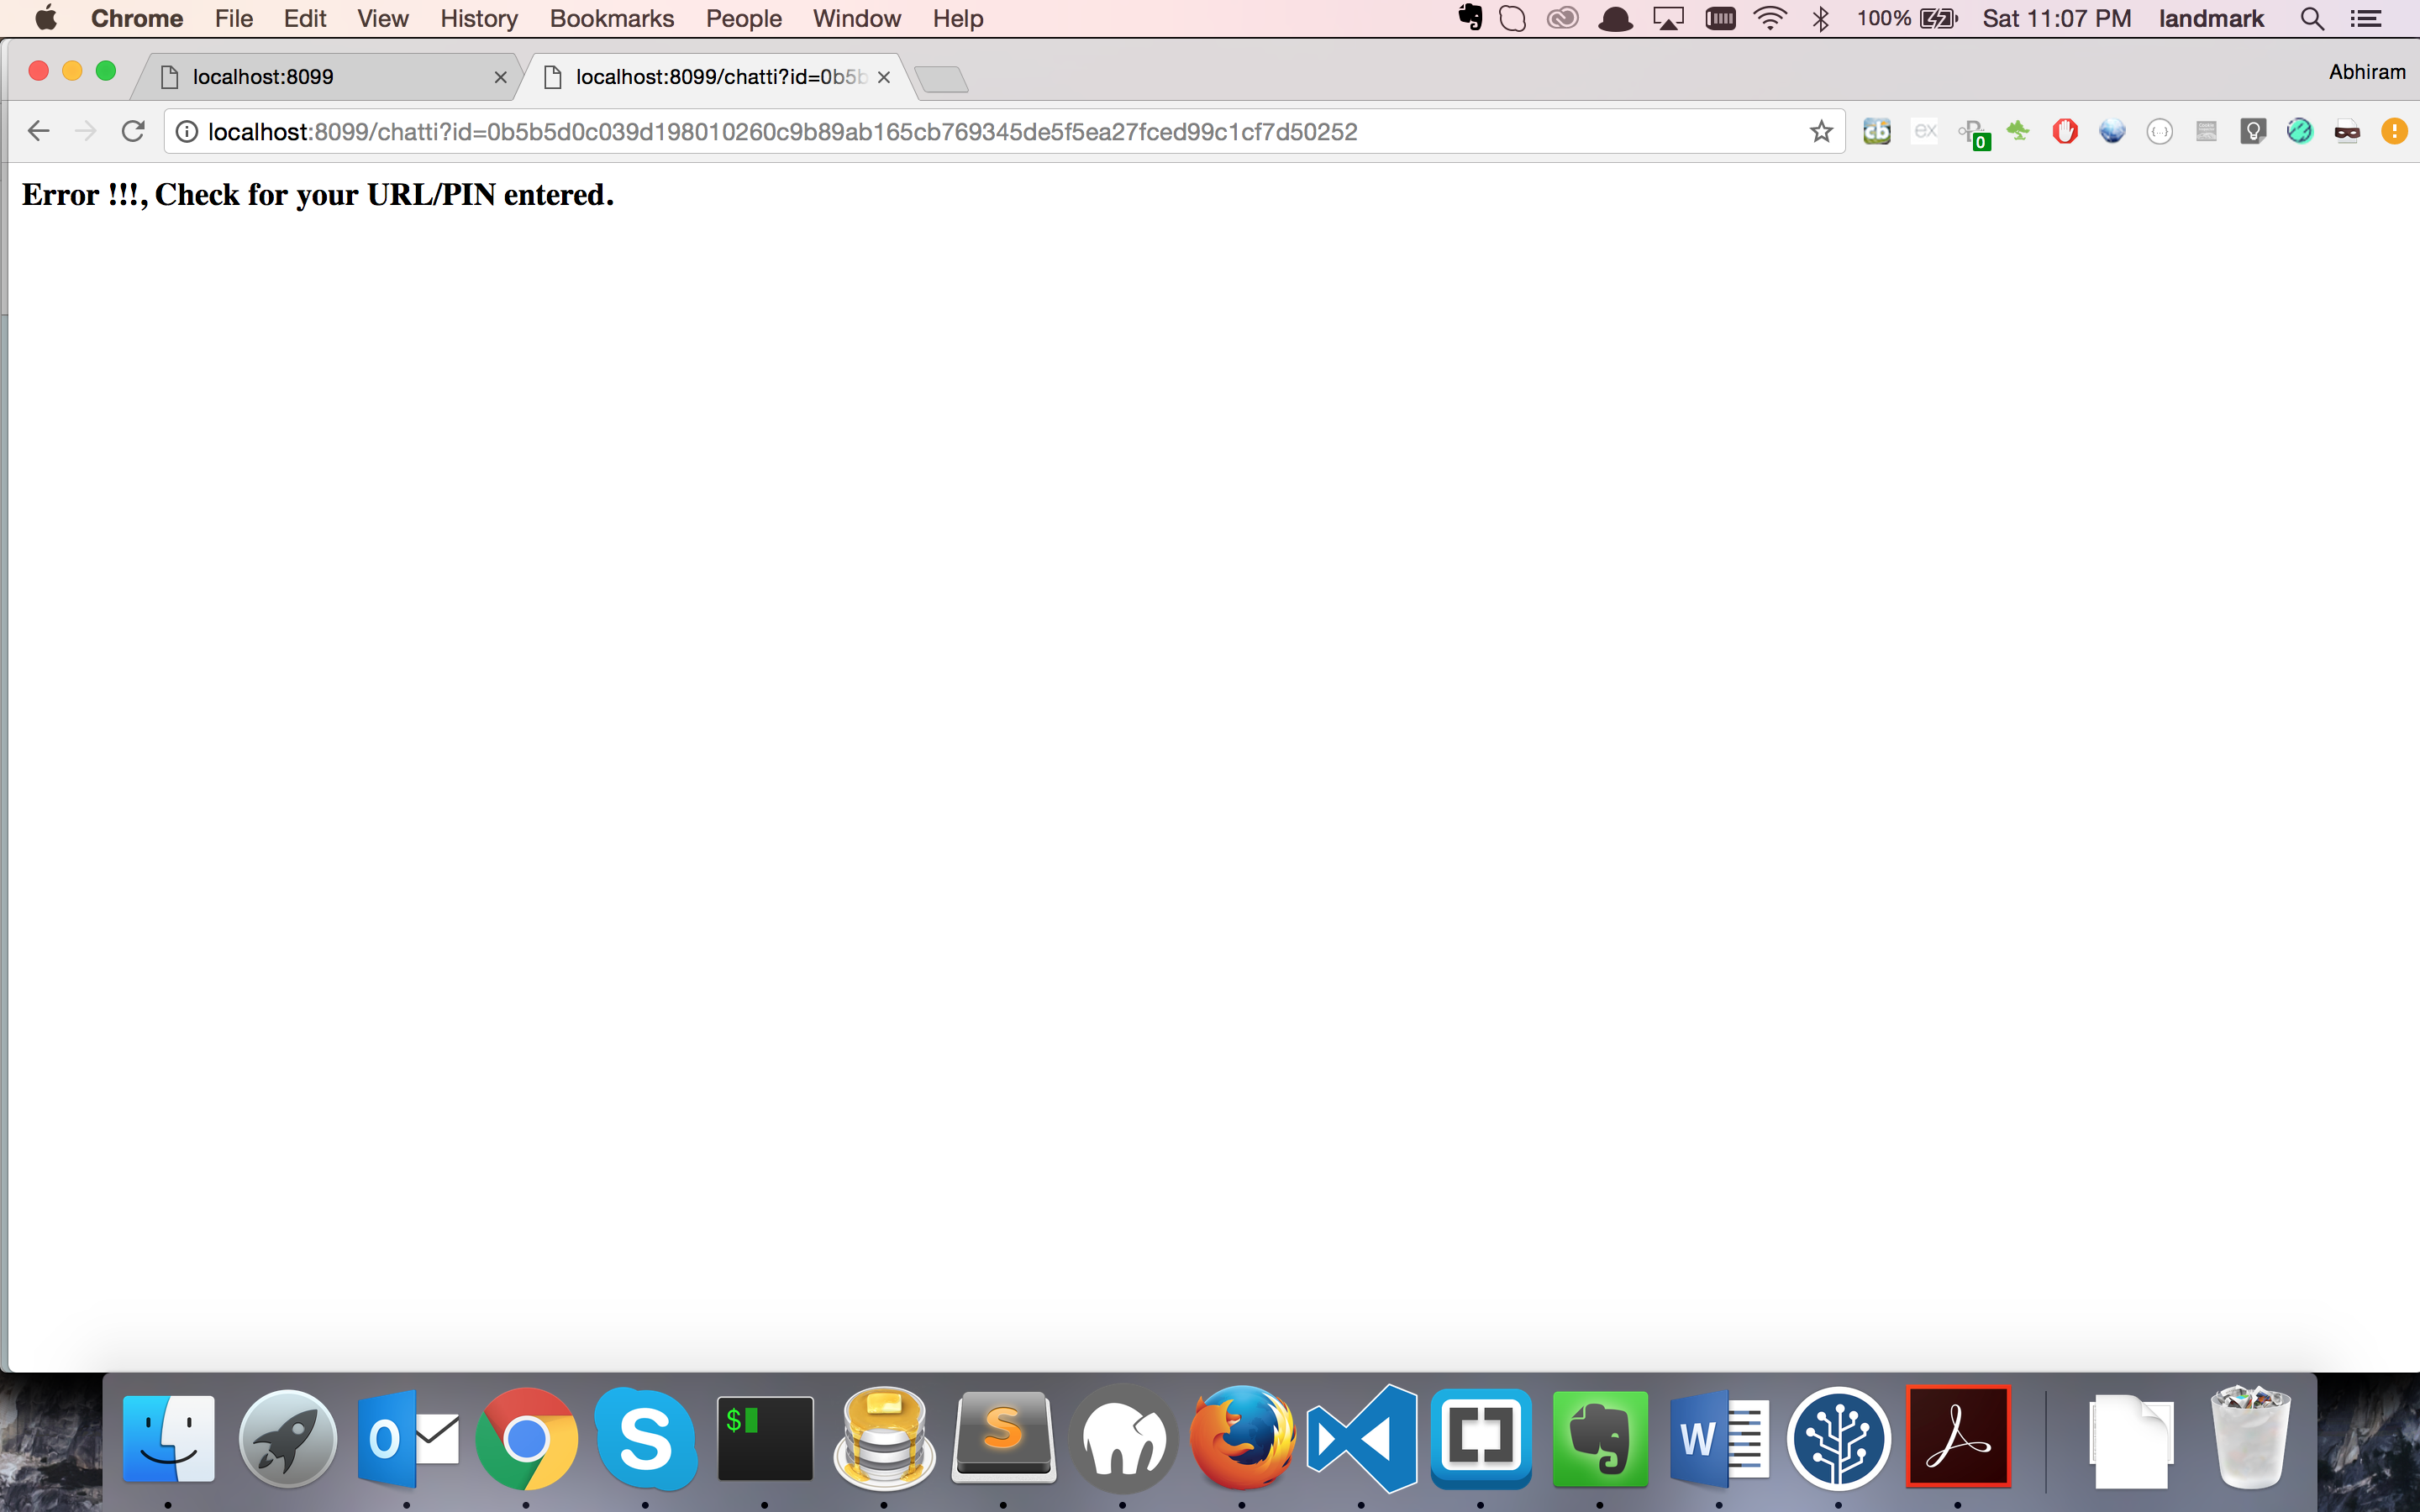 Chrome File Edit View History Bookmarks People Window Help 100% Sat 11:07 PM landmark
localhost:8099 localhost:8099/chatti?id=0b5b Abhiram
localhost:8099/chatti?id=0b5b5d0c039d198010260c9b89ab165cb769345de5f5ea27fced99c1cf7d50252 cb ex 0
Error !!!, Check for your URL/PIN entered.